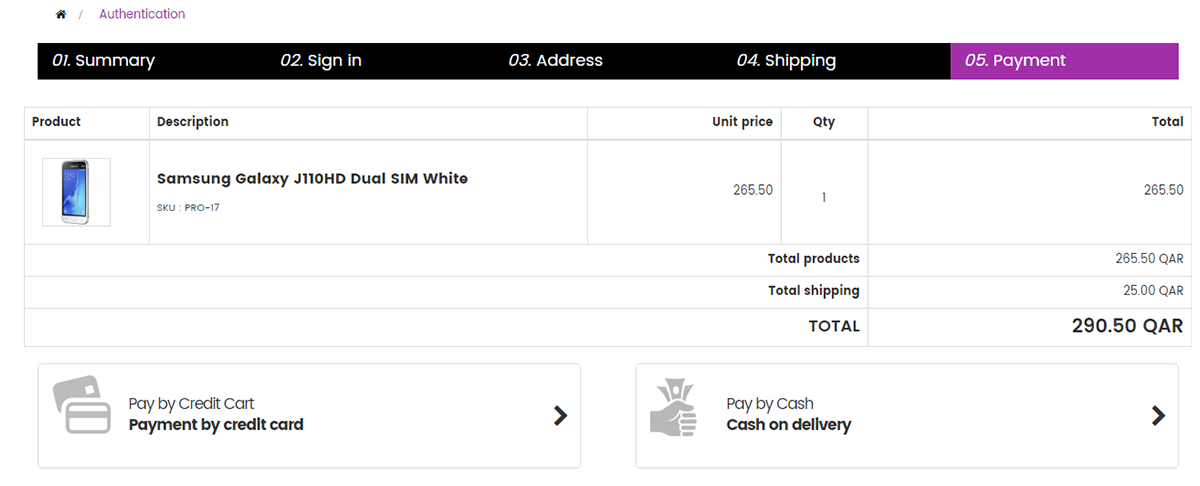 / Authentication
01. Summary 02. Sign in 03. Address 04. Shipping 05. Payment
Product Description Unit price Qty Total
Samsung Galaxy J110HD Dual SIM White
SKU : PRO-17
265.50 1 265.50
Total products 265.50 QAR
Total shipping 25.00 QAR
TOTAL 290.50 QAR
Pay by Credit Cart
Payment by credit card
Pay by Cash
Cash on delivery